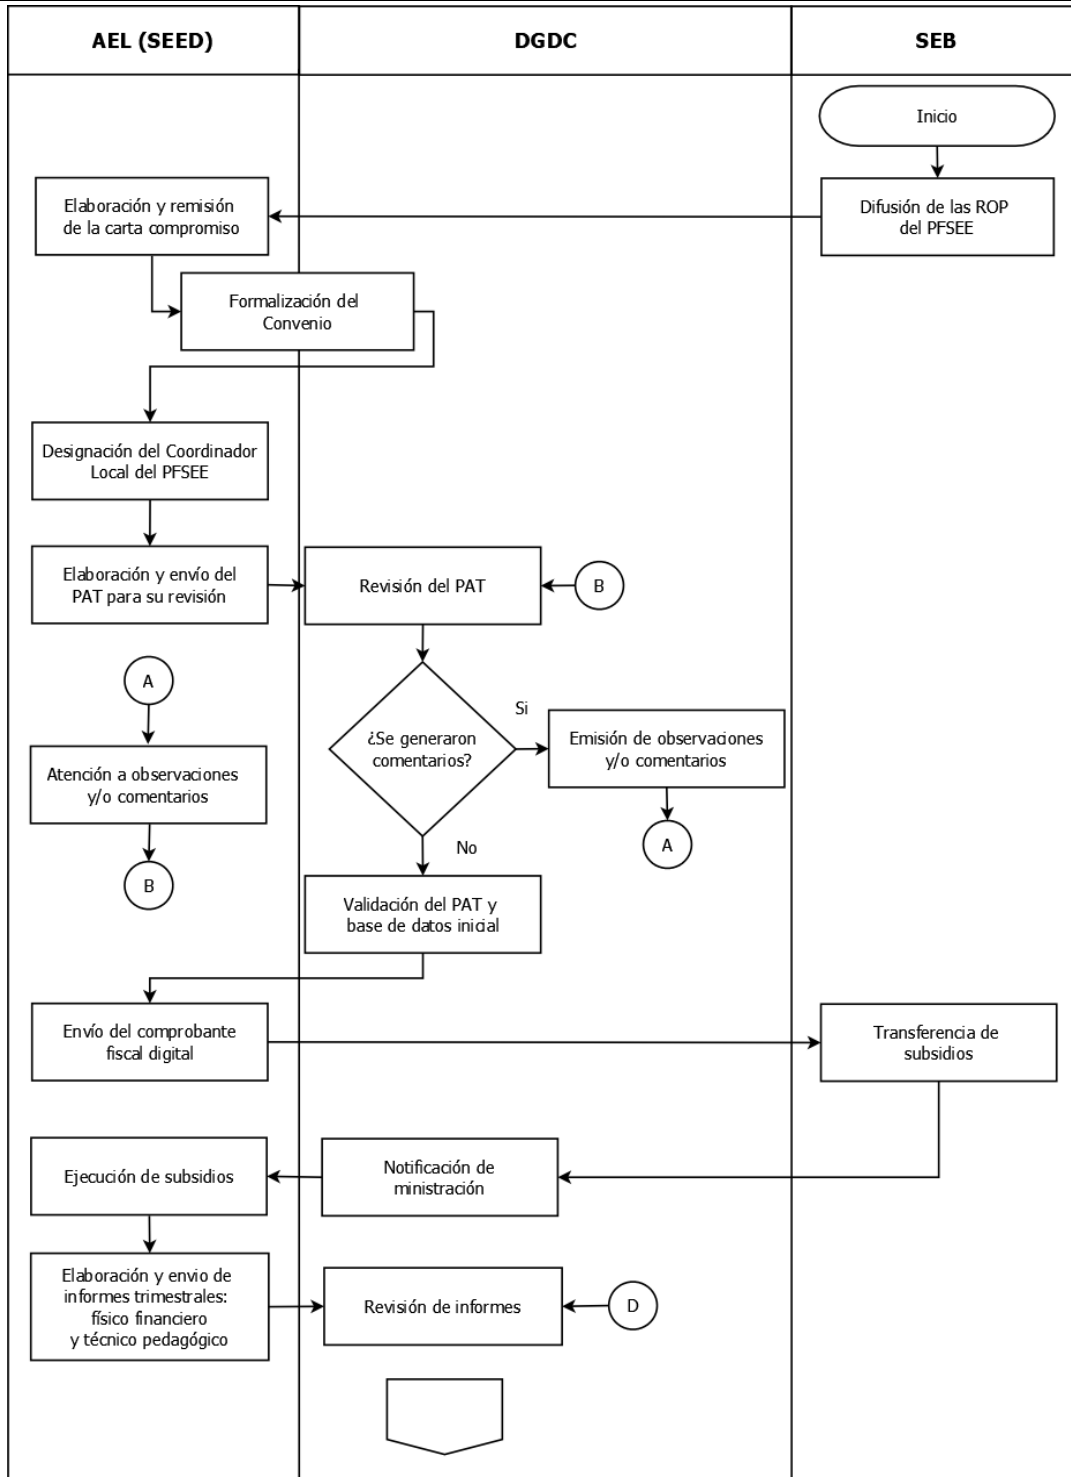 AEL (SEED)
DGDC
SEB
Inicio
Elaboración y remisión
de la carta compromiso
Difusión de las ROP
del PFSEE
Formalización del
Convenio
Designación del Coordinador
Local del PFSEE
Elaboración y envío del
PAT para su revisión
Revisión del PAT
B
A
¿Se generaron
comentarios?
Si
Emisión de observaciones
y/o comentarios
Atención a observaciones
y/o comentarios
A
No
B
Validación del PAT y
base de datos inicial
Envío del comprobante
fiscal digital
Transferencia de
subsidios
Ejecución de subsidios
Notificación de
ministración
Elaboración y envio de
informes trimestrales:
físico financiero
y técnico pedagógico
Revisión de informes
D